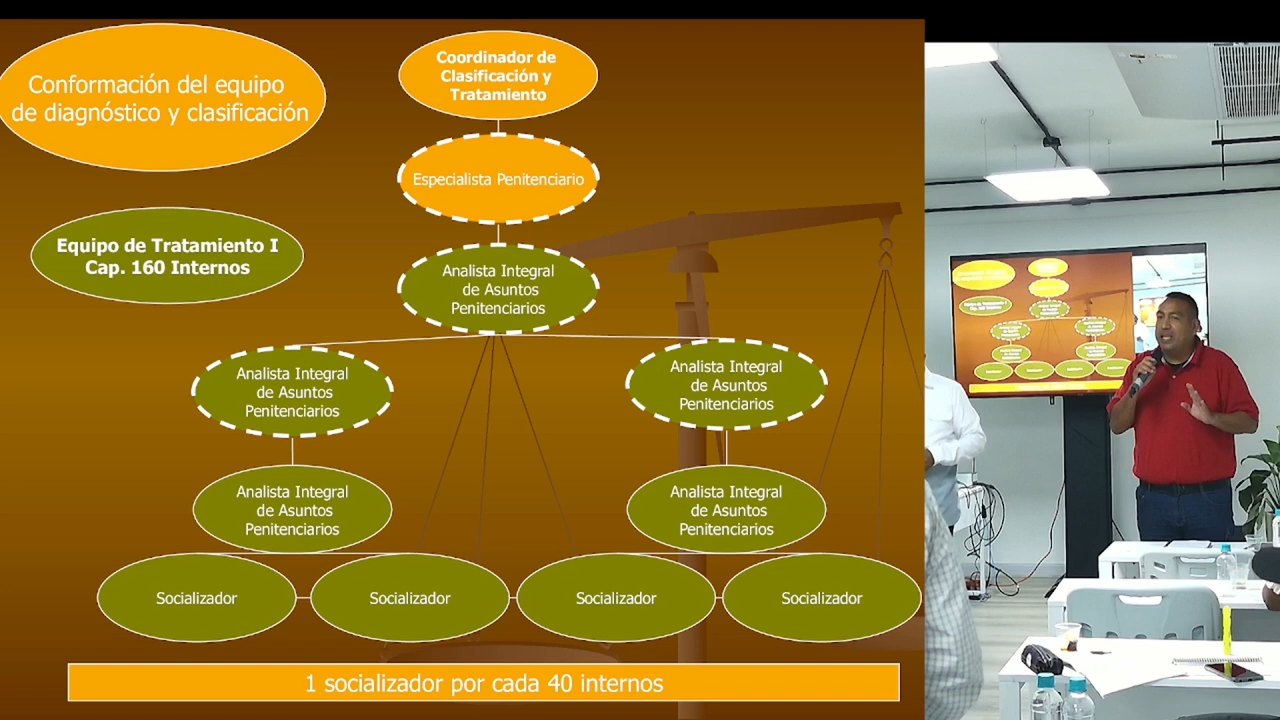 Conformación del equipo
de diagnóstico y clasificación
Coordinador de
Clasificación y
Tratamiento
Especialista Penitenciario
Equipo de Tratamiento I
Cap. 160 Internos
Analista Integral
de Asuntos
Penitenciarios
Analista Integral
de Asuntos
Penitenciarios
Analista Integral
de Asuntos
Penitenciarios
Analista Integral
de Asuntos
Penitenciarios
Analista Integral
de Asuntos
Penitenciarios
Socializador
Socializador
Socializador
Socializador
1 socializador por cada 40 internos